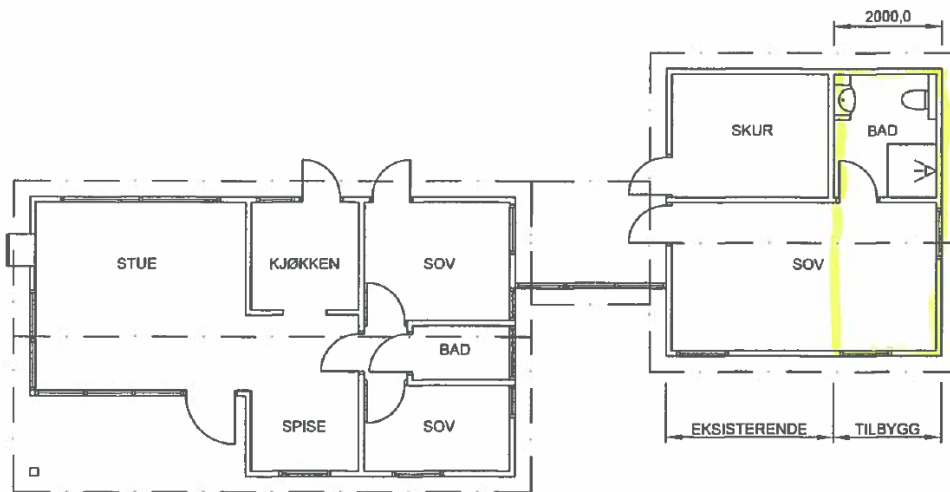 2000,0
SKUR
BAD
STUE
KJØKKEN
SOV
SOV
BAD
SPISE
SOV
EKSISTERENDE
TILBYGG